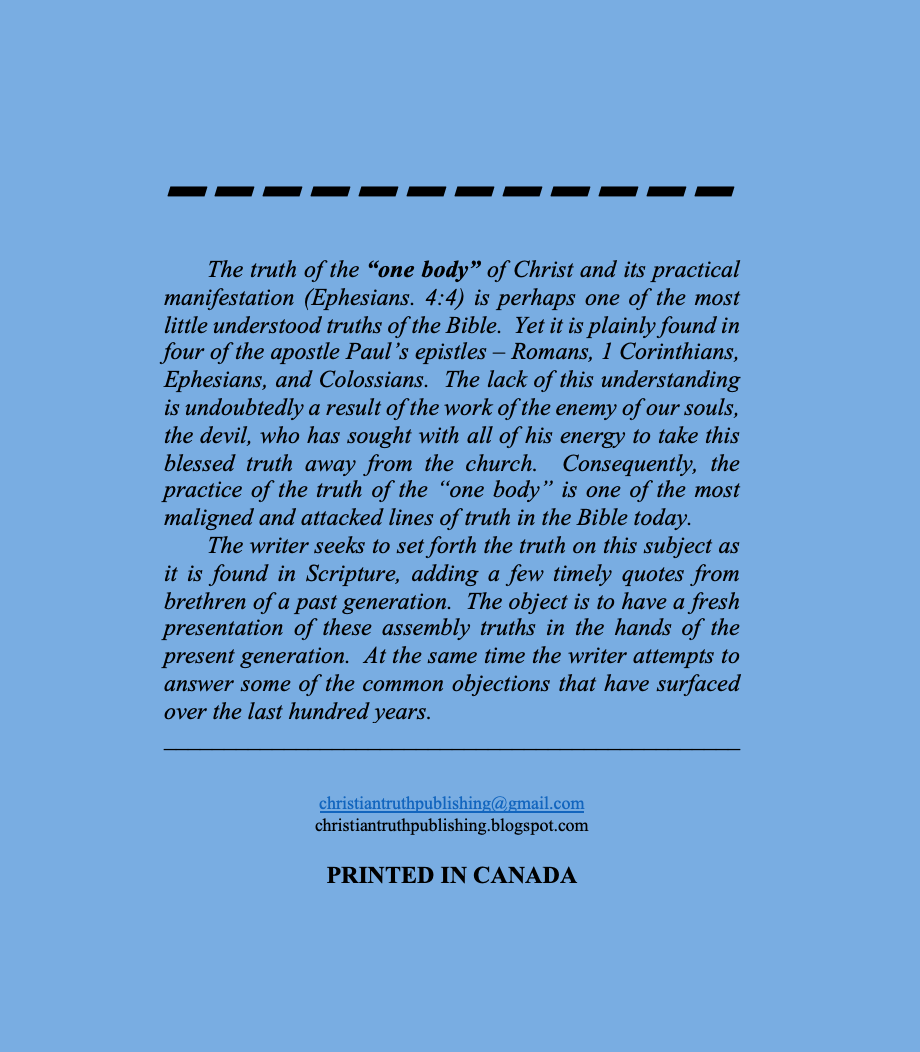 The truth of the “one body” of Christ and its practical
manifestation (Ephesians. 4:4) is perhaps one of the most
little understood truths of the Bible.  Yet it is plainly found in
four of the apostle Paul’s epistles – Romans, 1 Corinthians,
Ephesians, and Colossians.  The lack of this understanding
is undoubtedly a result of the work of the enemy of our souls,
the devil, who has sought with all of his energy to take this
blessed truth away from the church.  Consequently, the
practice of the truth of the “one body” is one of the most
maligned and attacked lines of truth in the Bible today.
The writer seeks to set forth the truth on this subject as
it is found in Scripture, adding a few timely quotes from
brethren of a past generation.  The object is to have a fresh
presentation of these assembly truths in the hands of the
present generation.  At the same time the writer attempts to
answer some of the common objections that have surfaced
over the last hundred years.
christiantruthpublishing@gmail.com
christiantruthpublishing.blogspot.com
PRINTED IN CANADA